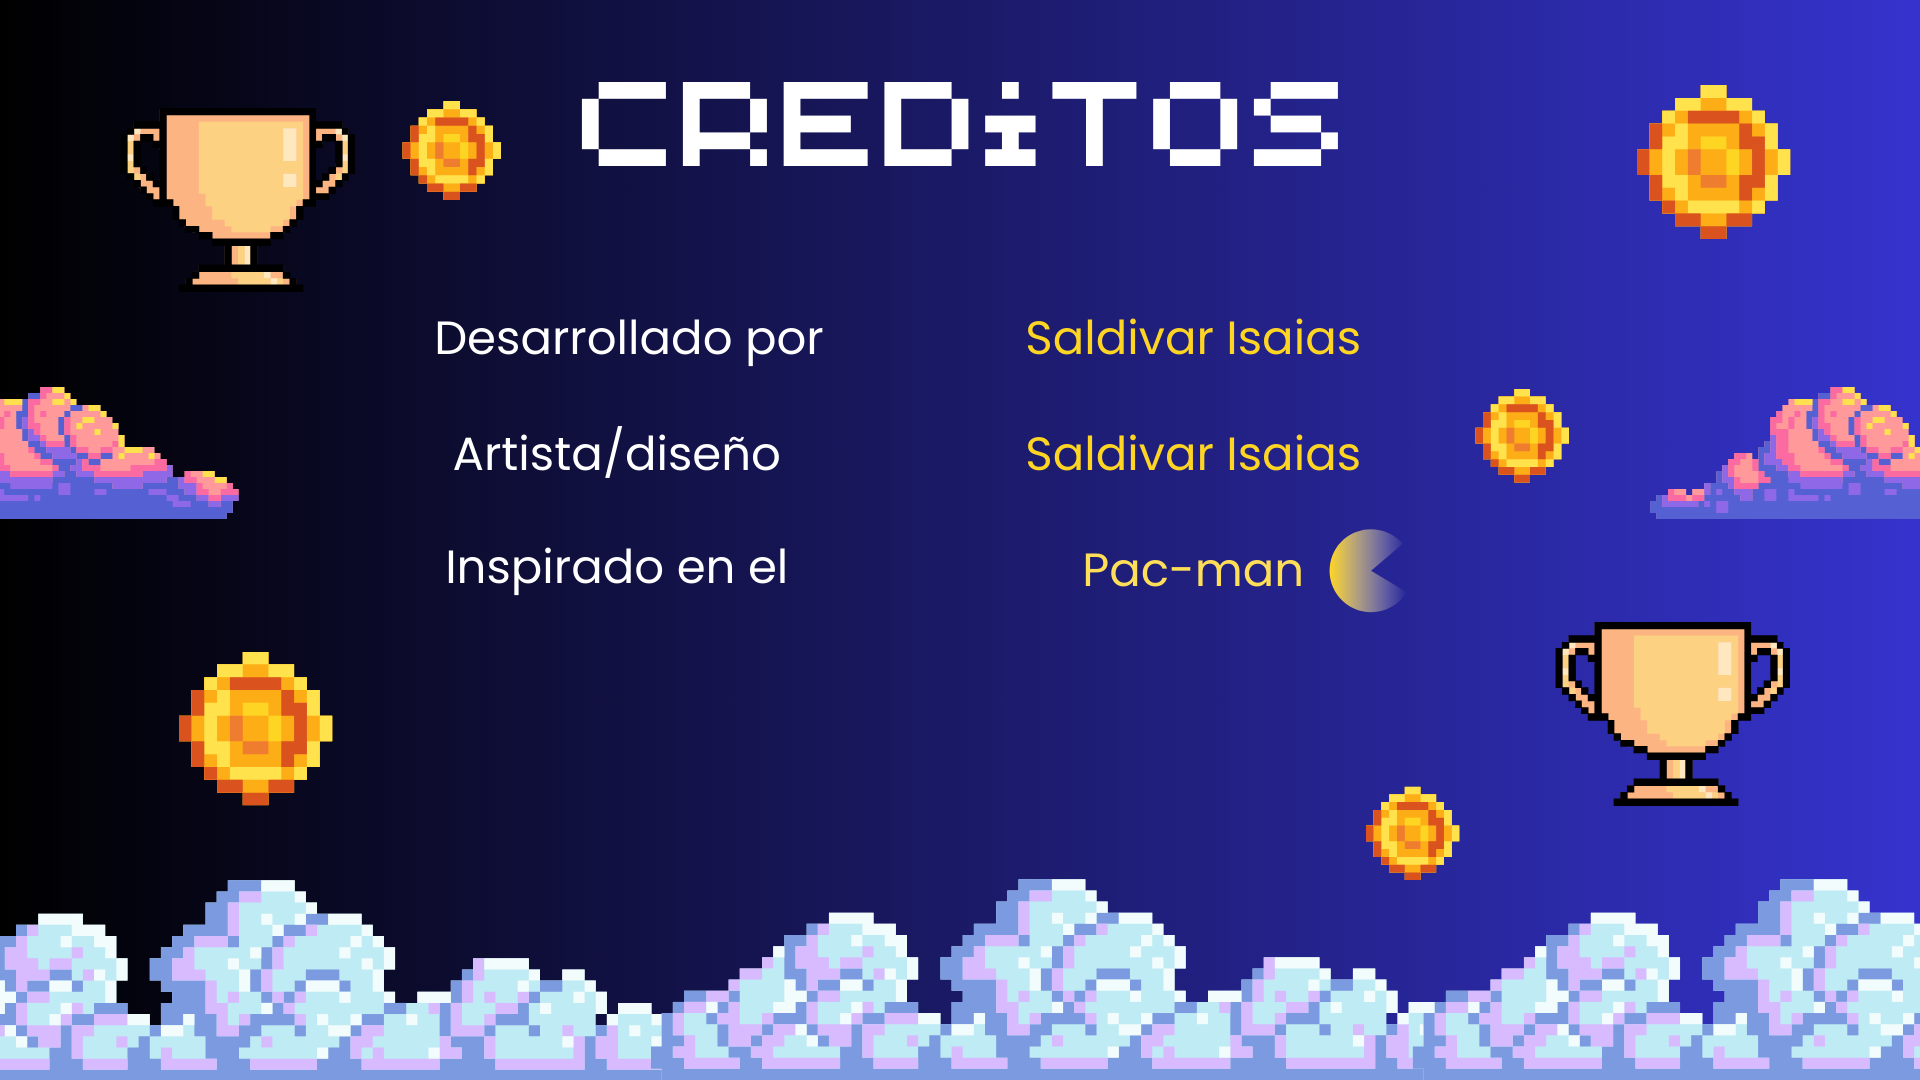 CREDiTOS
Desarrollado por Saldivar Isaias
Artista/diseño Saldivar Isaias
Inspirado en el Pac-man